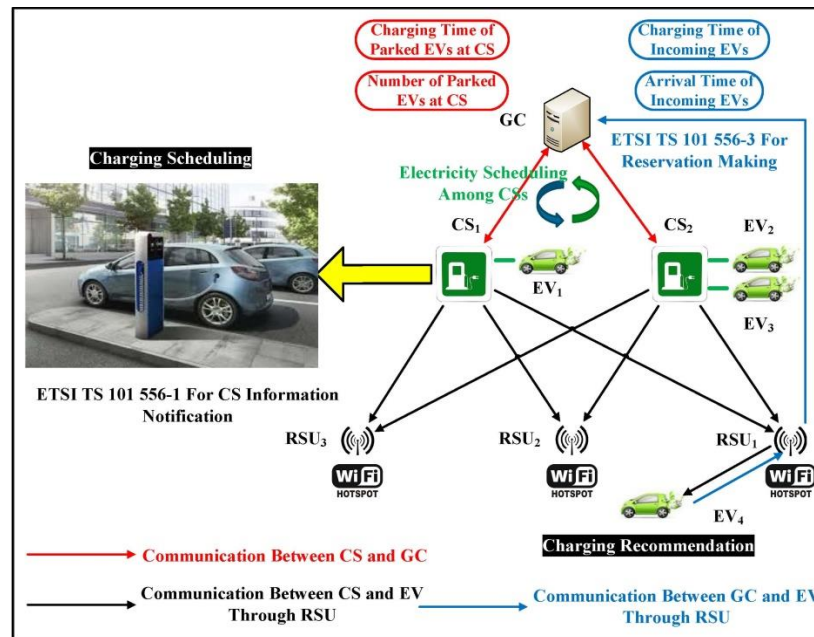 Charging Time of
Parked EVs at CS
Number of Parked
EVs at CS
Charging Time of
Incoming EVs
Arrival Time of
Incoming EVs
GC
ETSI TS 101 556-3 For
Reservation Making
Charging Scheduling
Electricity Scheduling
Among CSs
CS1
CS2
EV1
EV2
EV3
ETSI TS 101 556-1 For CS Information
Notification
RSU3
RSU2
RSU1
WiFi
HOTSPOT
WiFi
HOTSPOT
WiFi
HOTSPOT
EV4
Charging Recommendation
Communication Between CS and GC
Communication Between CS and EV
Through RSU
Communication Between GC and EV
Through RSU